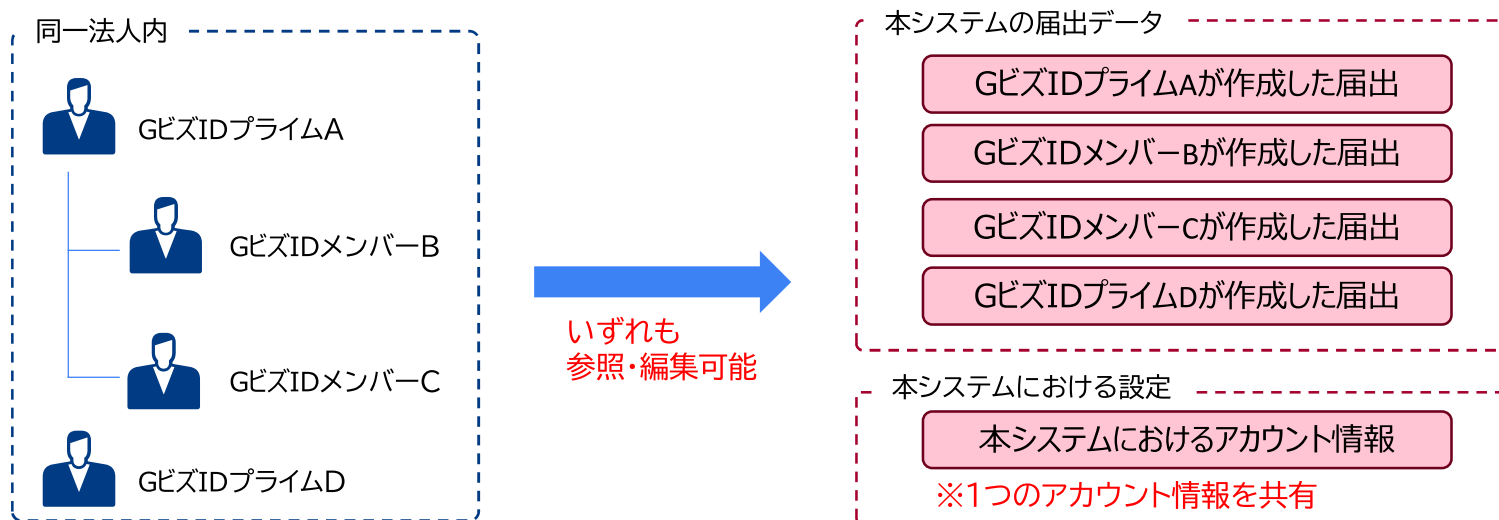 同一法人内
GビズIDプライムA
GビズIDメンバーB
GビズIDメンバーC
GビズIDプライムD
いずれも
参照・編集可能
本システムの届出データ
GビズIDプライムAが作成した届出
GビズIDメンバーBが作成した届出
GビズIDメンバーCが作成した届出
GビズIDプライムDが作成した届出
本システムにおける設定
本システムにおけるアカウント情報
※1つのアカウント情報を共有